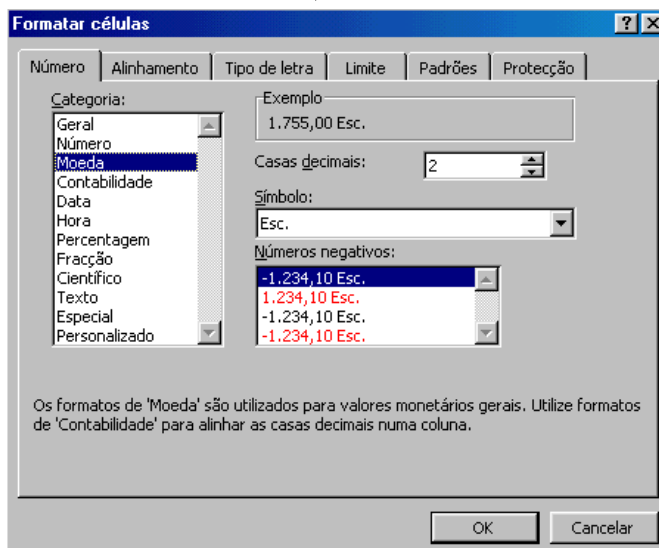 Formatar células
Número
Alinhamento
Tipo de letra
Limite
Padrões
Protecção
Categoria:
Geral
Número
Moeda
Contabilidade
Data
Hora
Percentagem
Fracção
Científico
Texto
Especial
Personalizado
Exemplo
1.755,00 Esc.
Casas decimais:
2
Símbolo:
Esc.
Números negativos:
-1.234,10 Esc.
1.234,10 Esc.
-1.234,10 Esc.
-1.234,10 Esc.
Os formatos de 'Moeda' são utilizados para valores monetários gerais. Utilize formatos
de 'Contabilidade' para alinhar as casas decimais numa coluna.
OK
Cancelar